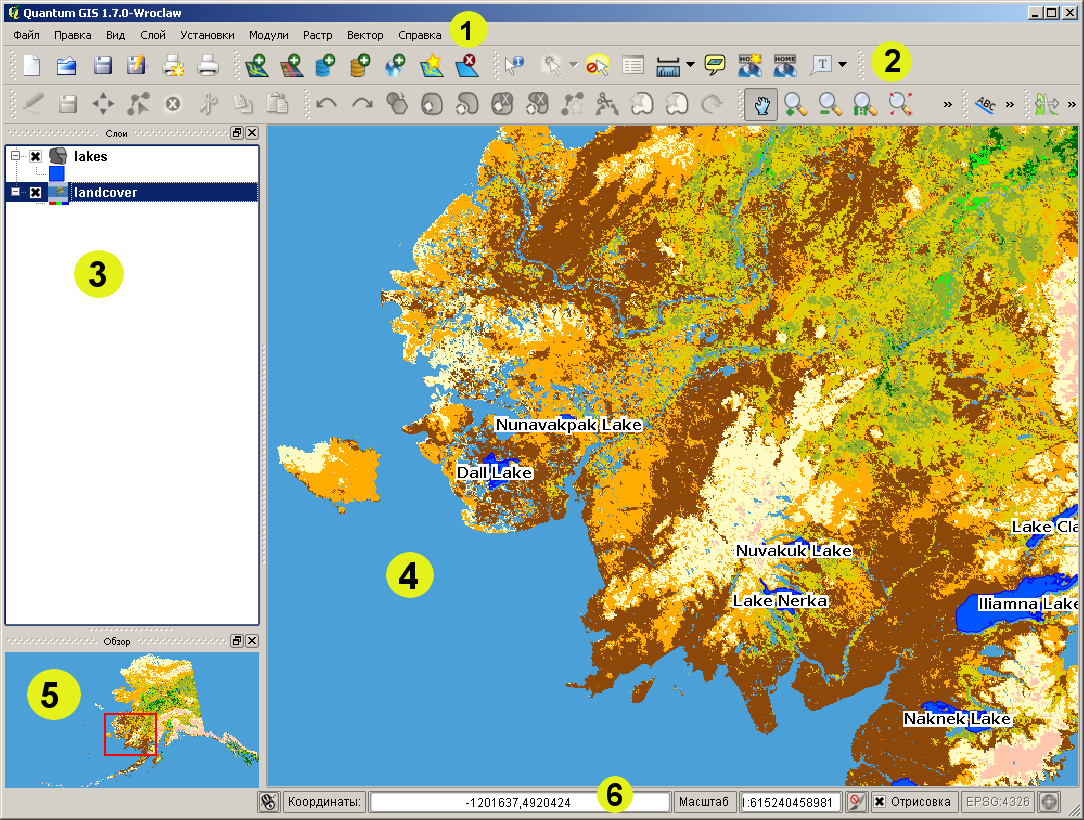 Quantum GIS 1.7.0-Wroclaw
Файл Правка Вид Слой Установки Модули Растр Вектор Справка
1
2
T
ABC
Слои
lakes
landcover
3
Nunavakpak Lake
Dall Lake
Lake Cla
Nuvakuk Lake
4
Lake Nerka
Iliamna Lake
Обзор
5
Naknek Lake
6
Координаты: -1201637,4920424 Масштаб 1:615240458981 Отрисовка EPSG:4326